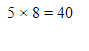 5 × 8 = 40